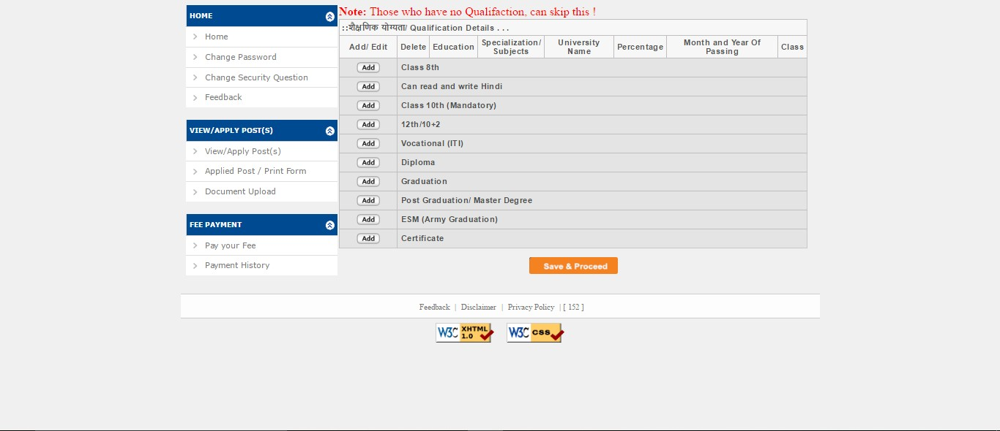 HOME
Home
Change Password
Change Security Question
Feedback
VIEW/APPLY POST(S)
View/Apply Post(s)
Applied Post / Print Form
Document Upload
FEE PAYMENT
Pay your Fee
Payment History
Note: Those who have no Qualifaction, can skip this !
::शैक्षणिक योग्यता/ Qualification Details . . .
Add/ Edit Delete Education Specialization/ Subjects University Name Percentage Month and Year Of Passing Class
Add Class 8th
Add Can read and write Hindi
Add Class 10th (Mandatory)
Add 12th/10+2
Add Vocational (ITI)
Add Diploma
Add Graduation
Add Post Graduation/ Master Degree
Add ESM (Army Graduation)
Add Certificate
Save & Proceed
Feedback | Disclaimer | Privacy Policy | [ 152 ]
W3C XHTML 1.0 W3C CSS